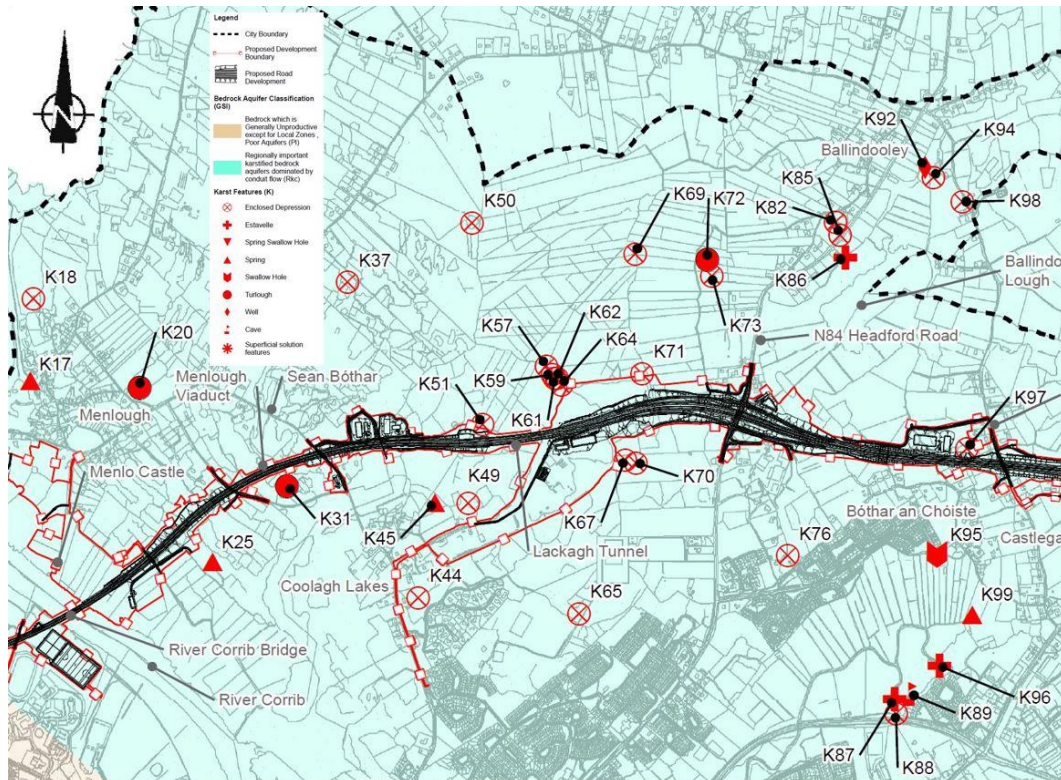 Legend
City Boundary
Proposed Development
Boundary
Proposed Road
Development
Bedrock Aquifer Classification
(GSI)
Bedrock which is
Generally Unproductive
except for Local Zones ,
Poor Aquifers (Pl)
Regionally important
karstified bedrock
aquifers dominated by
conduit flow (Rkc)
Karst Features (K)
Enclosed Depression
Estavelle
Spring Swallow Hole
Spring
Swallow Hole
Turlough
Well
Cave
Superficial solution
features
N
K92
K94
Ballindooley
K85
K82
K98
K50
K69
K72
K86
Ballindo
Lough
K18
K37
K73
N84 Headford Road
K62
K57
K64
K20
K71
K17
Menlough
Viaduct
Sean Bóthar
K59
K51
K61
K97
Menlough
Menlo Castle
K49
K70
K31
K45
K67
Bóthar an Chóiste
K76
K95
Castlega
K25
Lackagh Tunnel
Coolagh Lakes
K44
K65
K99
River Corrib Bridge
River Corrib
K96
K89
K87
K88